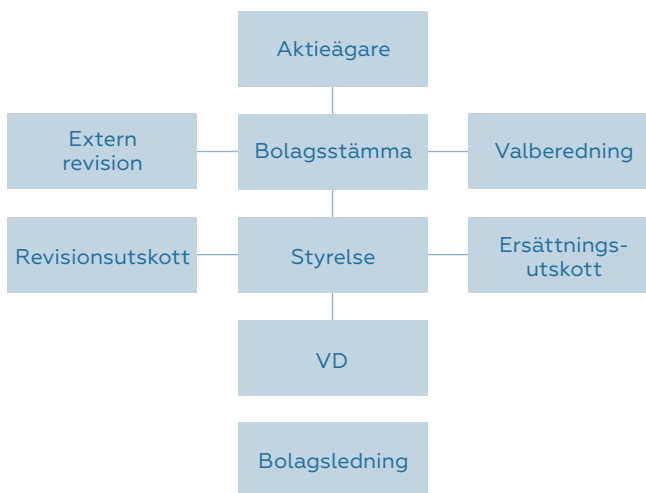 Aktieägare
Extern
revision
Bolagsstämma
Valberedning
Revisionsutskott
Styrelse
Ersättnings-
utskott
VD
Bolagsledning